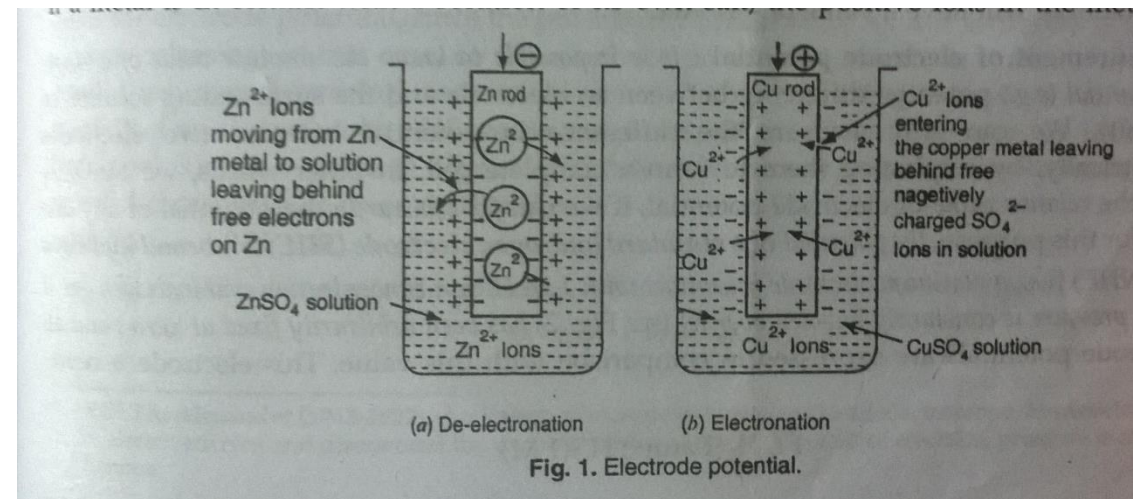 Zn2+ Ions
moving from Zn
metal to solution
leaving behind
free electrons
on Zn
ZnSO4 solution
Zn rod
Zn2
Zn2
Zn2
Zn2+ Ions
(a) De-electronation
Cu rod
Cu2+
Cu2+
Cu2+
Cu2+
Cu2+ Ions
Cu2+ Ions
entering
the copper metal leaving
behind free
nagetively
charged SO42-
Ions in solution
CuSO4 solution
(b) Electronation
Fig. 1. Electrode potential.